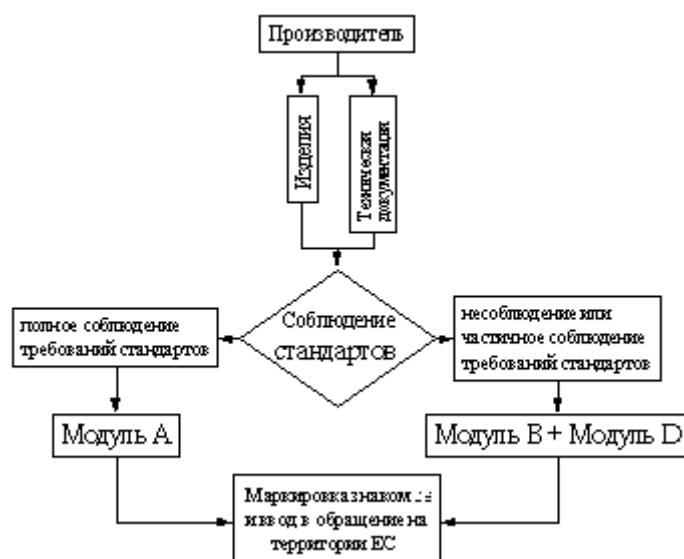 Производитель
Изделия
Техническая
документация
Соблюдение
стандартов
полное соблюдение
требований стандартов
несоблюдение или
частичное соблюдение
требований стандартов
Модуль А
Модуль В + Модуль D
Маркировка знаком
и ввод в обращение на
территории ЕС